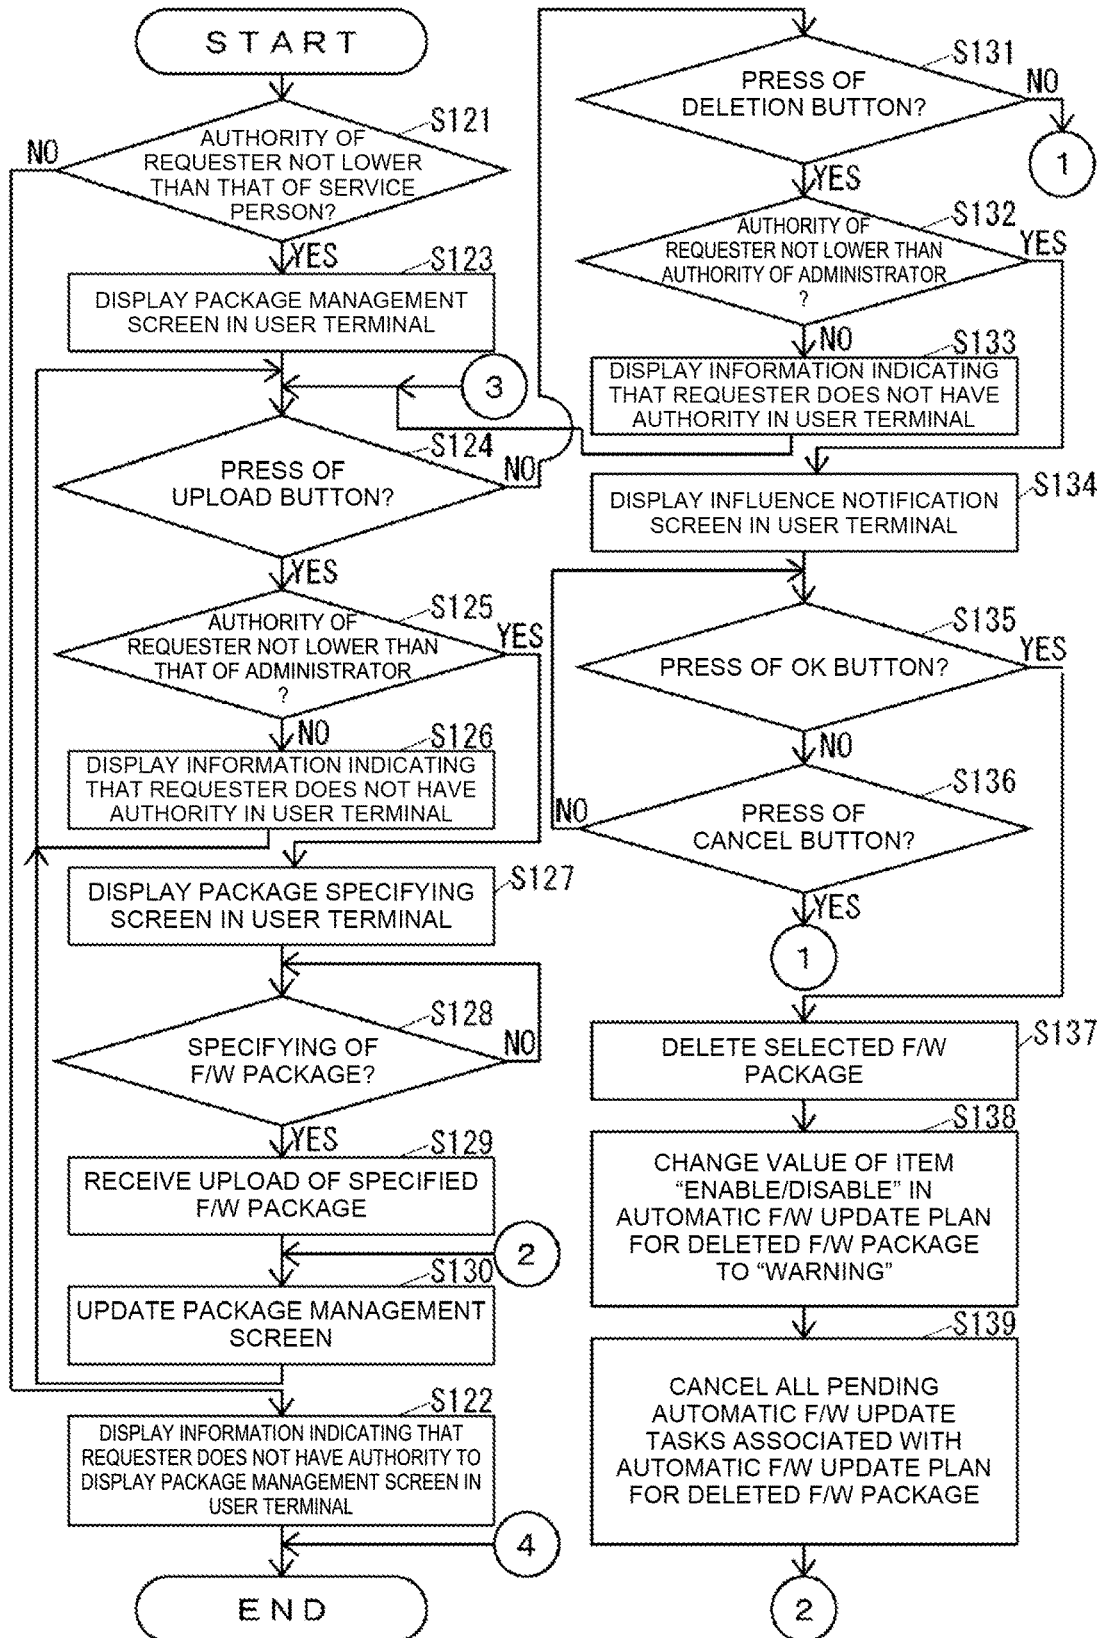 START
S121
AUTHORITY OF
REQUESTER NOT LOWER
THAN THAT OF SERVICE
PERSON?
NO
YES
S123
DISPLAY PACKAGE MANAGEMENT
SCREEN IN USER TERMINAL
3
S124
PRESS OF
UPLOAD BUTTON?
NO
YES
S125
AUTHORITY OF
REQUESTER NOT LOWER THAN
THAT OF ADMINISTRATOR
?
YES
NO
S126
DISPLAY INFORMATION INDICATING
THAT REQUESTER DOES NOT HAVE
AUTHORITY IN USER TERMINAL
S127
DISPLAY PACKAGE SPECIFYING
SCREEN IN USER TERMINAL
S128
SPECIFYING OF
F/W PACKAGE?
NO
YES
S129
RECEIVE UPLOAD OF SPECIFIED
F/W PACKAGE
2
S130
UPDATE PACKAGE MANAGEMENT
SCREEN
S122
DISPLAY INFORMATION INDICATING THAT
REQUESTER DOES NOT HAVE AUTHORITY TO
DISPLAY PACKAGE MANAGEMENT SCREEN IN
USER TERMINAL
4
END
S131
PRESS OF
DELETION BUTTON?
NO
1
YES
S132
AUTHORITY OF
REQUESTER NOT LOWER THAN
AUTHORITY OF ADMINISTRATOR
?
YES
NO
S133
DISPLAY INFORMATION INDICATING
THAT REQUESTER DOES NOT HAVE
AUTHORITY IN USER TERMINAL
S134
DISPLAY INFLUENCE NOTIFICATION
SCREEN IN USER TERMINAL
S135
PRESS OF OK BUTTON?
YES
NO
S136
PRESS OF
CANCEL BUTTON?
NO
YES
1
S137
DELETE SELECTED F/W
PACKAGE
S138
CHANGE VALUE OF ITEM
“ENABLE/DISABLE” IN
AUTOMATIC F/W UPDATE PLAN
FOR DELETED F/W PACKAGE
TO “WARNING”
S139
CANCEL ALL PENDING
AUTOMATIC F/W UPDATE
TASKS ASSOCIATED WITH
AUTOMATIC F/W UPDATE PLAN
FOR DELETED F/W PACKAGE
2